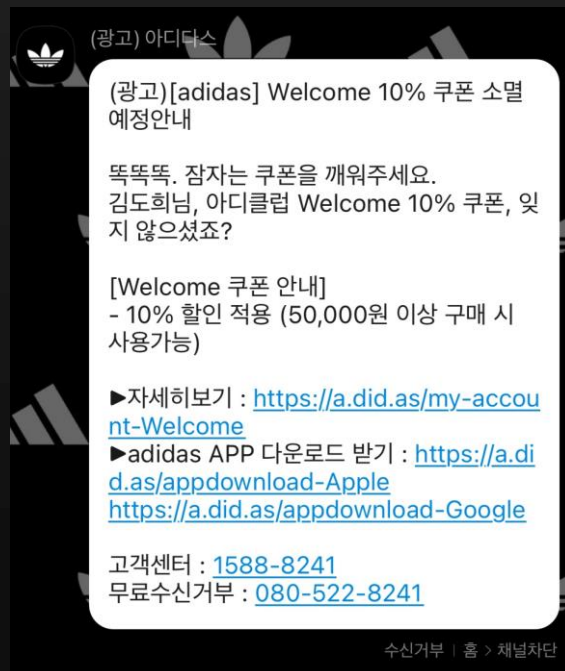 (광고) 아디다스
(광고)[adidas] Welcome 10% 쿠폰 소멸
예정안내
똑똑똑. 잠자는 쿠폰을 깨워주세요.
김도희님, 아디클럽 Welcome 10% 쿠폰, 잊
지 않으셨죠?
[Welcome 쿠폰 안내]
- 10% 할인 적용 (50,000원 이상 구매 시
사용가능)
▶자세히보기 : https://a.did.as/my-accou
nt-Welcome
▶adidas APP 다운로드 받기 : https://a.di
d.as/appdownload-Apple
https://a.did.as/appdownload-Google
고객센터 : 1588-8241
무료수신거부 : 080-522-8241
수신거부 | 홈 > 채널차단